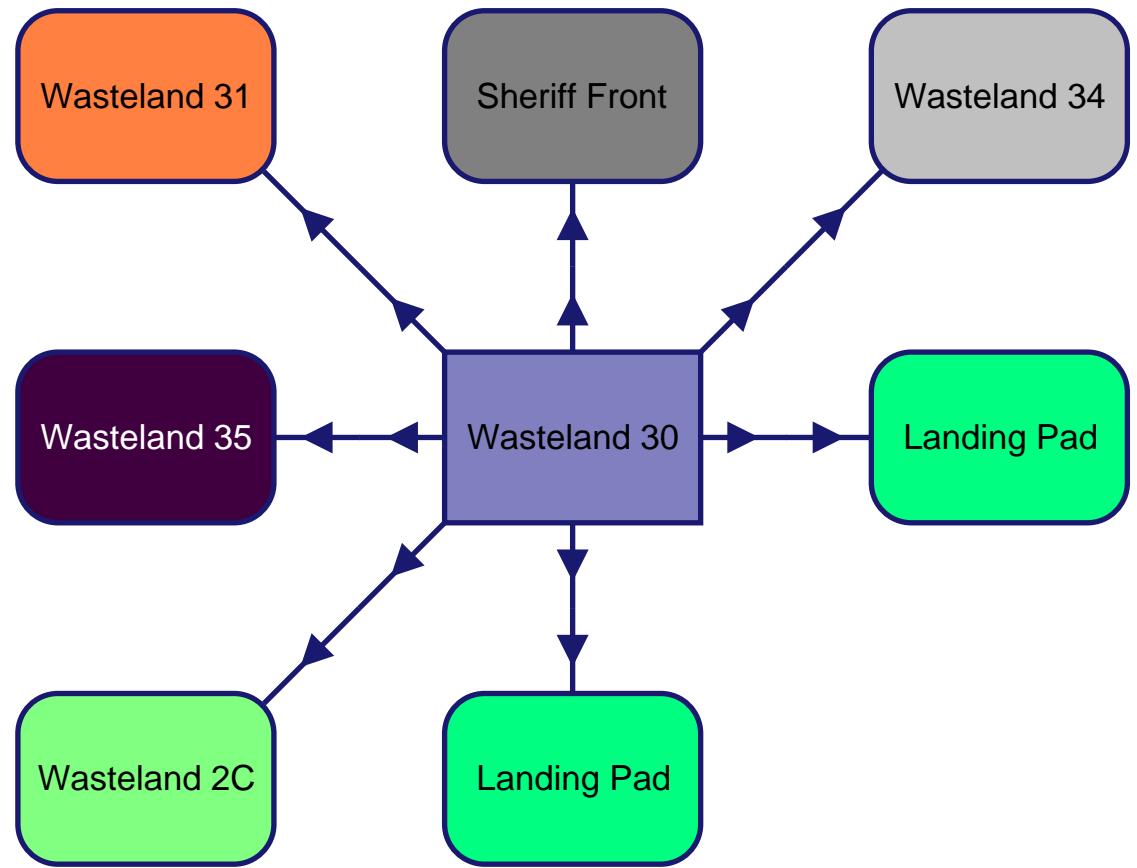 Wasteland 31
Sheriff Front
Wasteland 34
Wasteland 35
Wasteland 30
Landing Pad
Wasteland 2C
Landing Pad